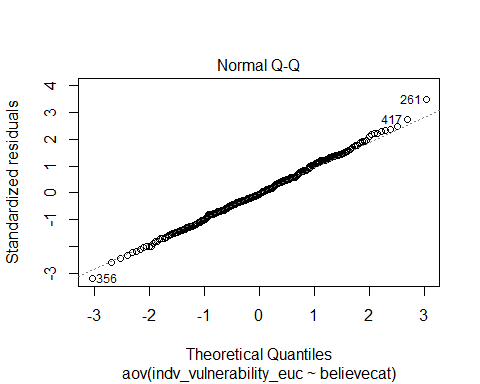 Normal Q-Q
Standardized residuals
4
3
2
1
0
-1
-3
261
417
356
-3 -2 -1 0 1 2 3
Theoretical Quantiles
aov(indv_vulnerability_euc ~ believecat)